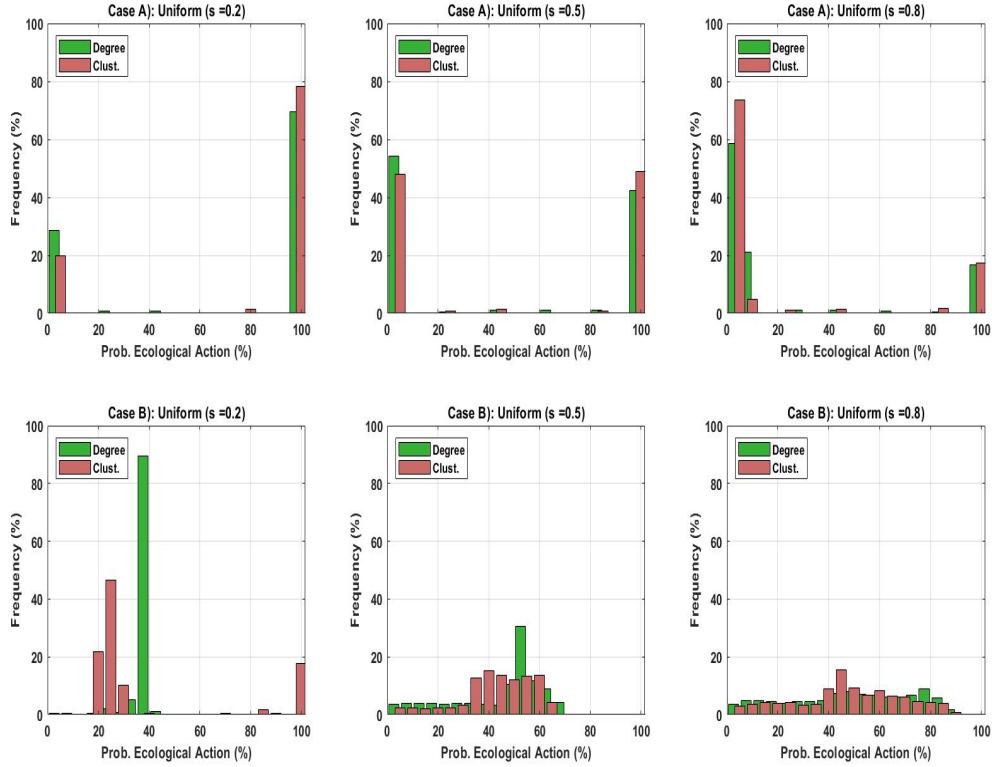 Case A): Uniform (s =0.2)
Degree
Clust.
Frequency (%)
100
80
60
40
20
0
0 20 40 60 80 100
Prob. Ecological Action (%)
Case A): Uniform (s =0.5)
Degree
Clust.
Frequency (%)
100
80
60
40
20
0
0 20 40 60 80 100
Prob. Ecological Action (%)
Case A): Uniform (s =0.8)
Degree
Clust.
Frequency (%)
100
80
60
40
20
0
0 20 40 60 80 100
Prob. Ecological Action (%)
Case B): Uniform (s =0.2)
Degree
Clust.
Frequency (%)
100
80
60
40
20
0
0 20 40 60 80 100
Prob. Ecological Action (%)
Case B): Uniform (s =0.5)
Degree
Clust.
Frequency (%)
100
80
60
40
20
0
0 20 40 60 80 100
Prob. Ecological Action (%)
Case B): Uniform (s =0.8)
Degree
Clust.
Frequency (%)
100
80
60
40
20
0
0 20 40 60 80 100
Prob. Ecological Action (%)